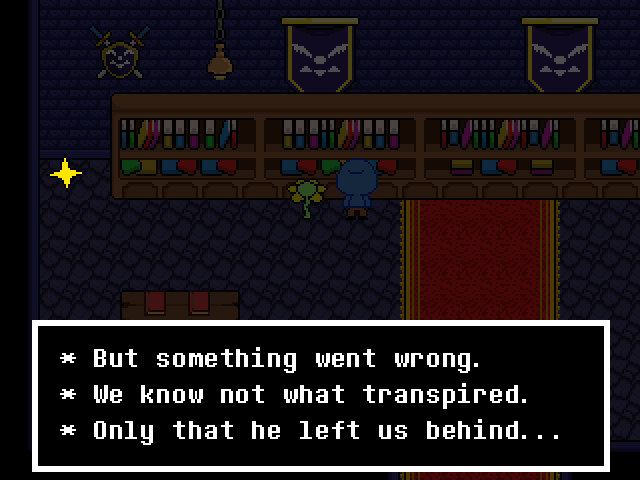 * But something went wrong.
* We know not what transpired.
* Only that he left us behind...